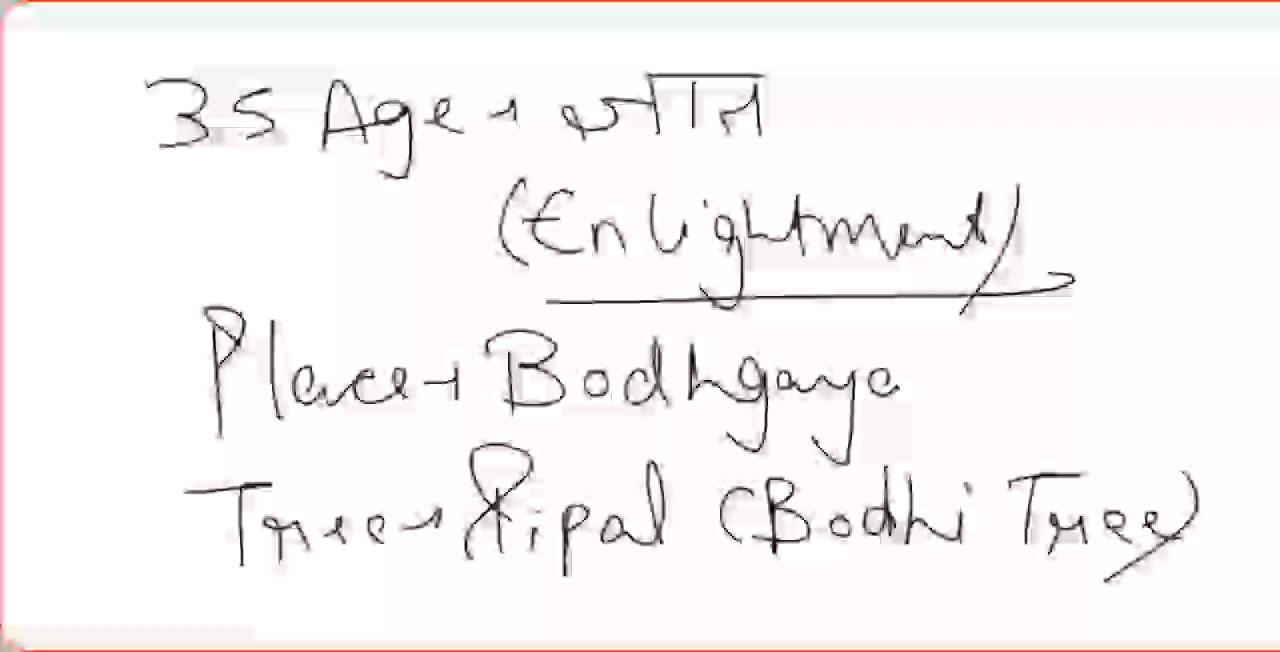 35 Age → ज्ञान
(Enlightment)
Place → Bodhgaya
Tree → Pipal (Bodhi Tree)